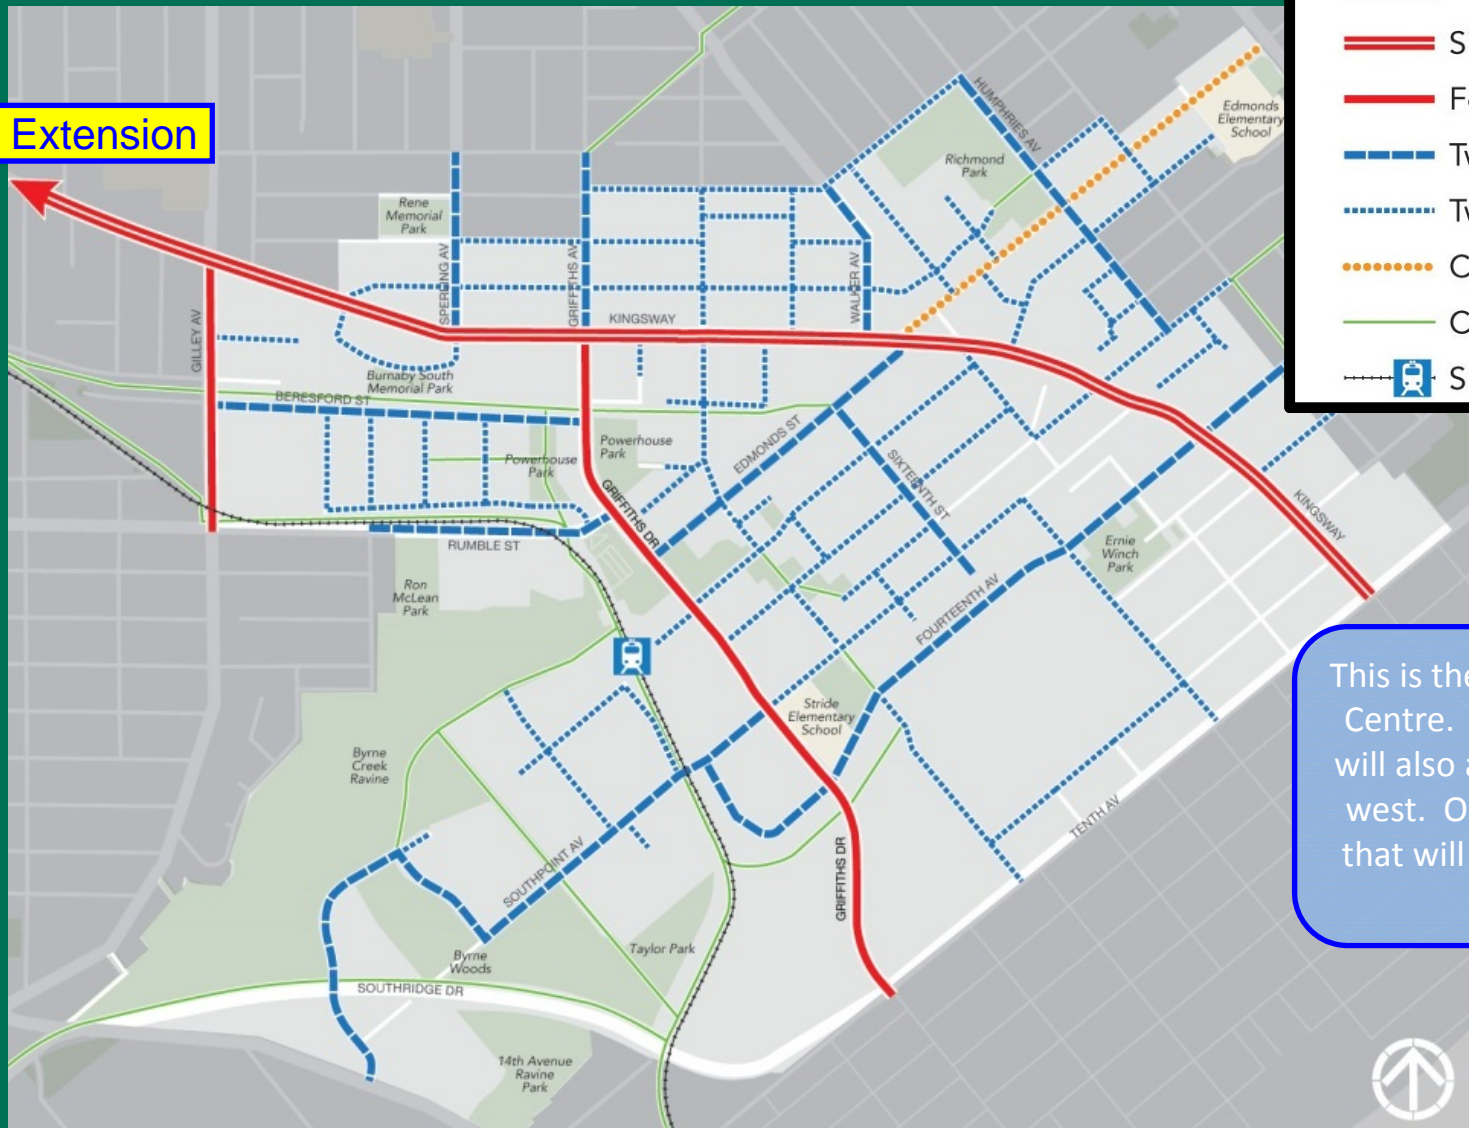 Extension
Rene
Memorial
Park
SPERLING AV
GRIFFITHS AV
WALKER AV
HUMPHRIES AV
Richmond
Park
Edmonds
Elementary
School
GILLEY AV
KINGSWAY
Burnaby South
Memorial Park
BERESFORD ST
Powerhouse
Park
Powerhouse
Park
EDMONDS ST
SIXTEENTH ST
GRIFFITHS DR
RUMBLE ST
Ron
McLean
Park
Ernie
Winch
Park
KINGSWAY
FOURTEENTH AV
Stride
Elementary
School
Byrne
Creek
Ravine
TENTH AV
SOUTHPOINT AV
GRIFFITHS DR
Byrne
Woods
Taylor Park
SOUTHRIDGE DR
14th Avenue
Ravine
Park
This is the
Centre.
will also
west.
that will